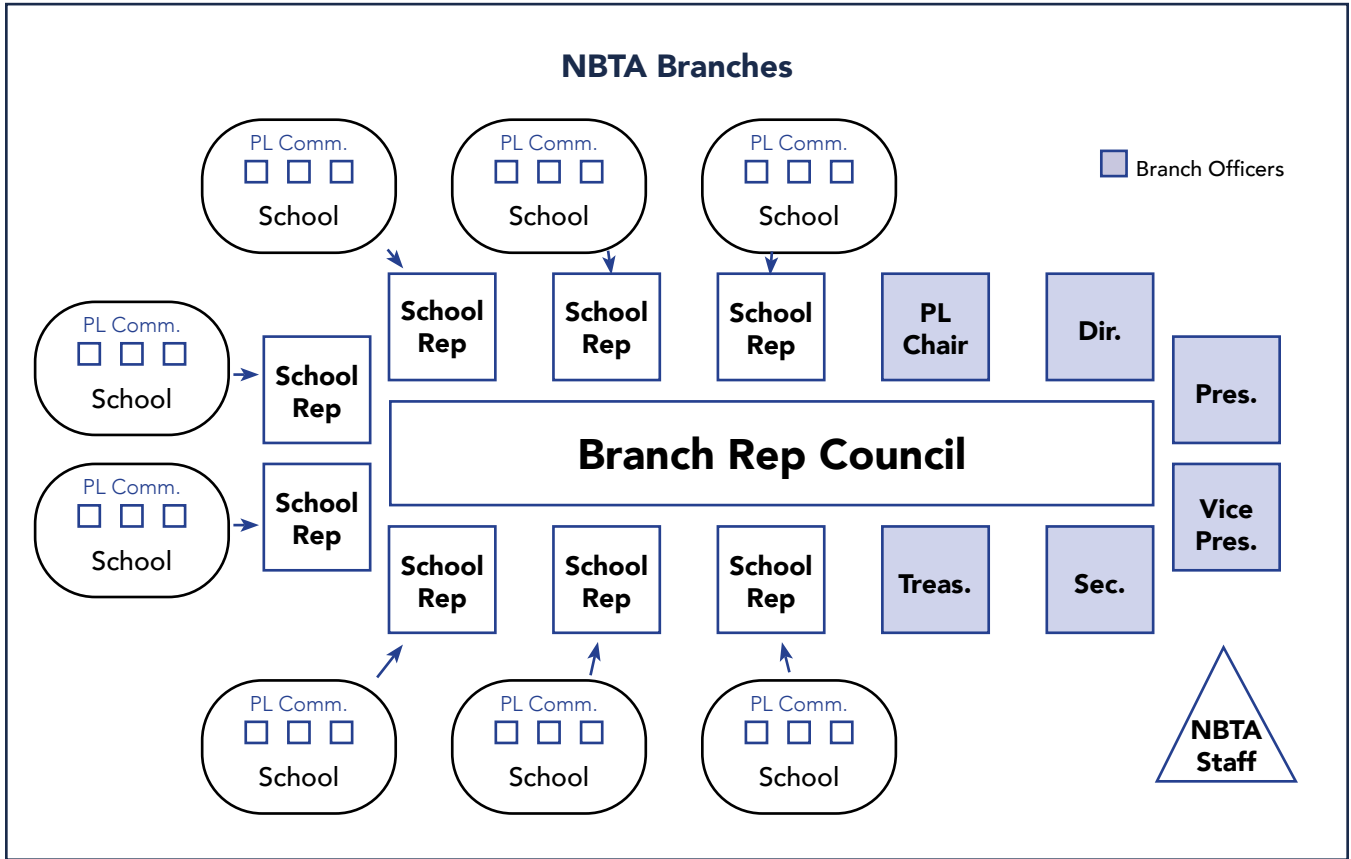 NBTA Branches
PL Comm.
School
PL Comm.
School
PL Comm.
School
Branch Officers
School
Rep
School
Rep
School
Rep
PL
Chair
Dir.
PL Comm.
School
School
Rep
Pres.
Branch Rep Council
PL Comm.
School
School
Rep
Vice
Pres.
School
Rep
School
Rep
School
Rep
Treas.
Sec.
PL Comm.
School
PL Comm.
School
PL Comm.
School
NBTA
Staff